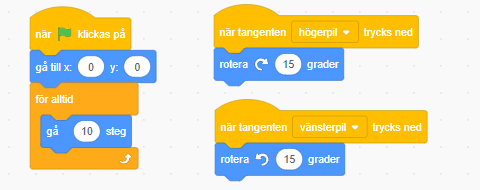 när klickas på
gå till x: 0 y: 0
för alltid
gå 10 steg
när tangenten högerpil trycks ned
rotera 15 grader
när tangenten vänsterpil trycks ned
rotera 15 grader